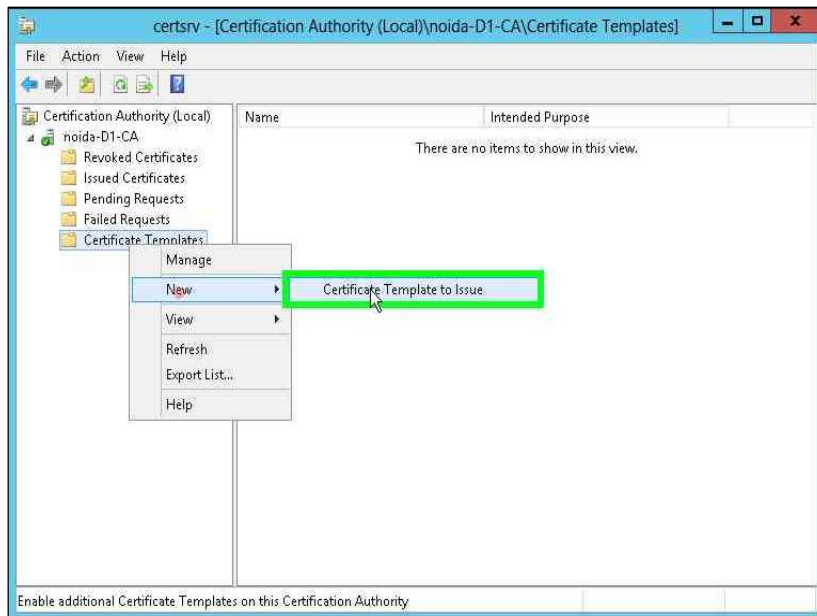 certsrv - [Certification Authority (Local)\noida-D1-CA\Certificate Templates]
File Action View Help
Certification Authority (Local)
noida-D1-CA
Revoked Certificates
Issued Certificates
Pending Requests
Failed Requests
Certificate Templates
Name Intended Purpose
There are no items to show in this view.
Manage
New
Certificate Template to Issue
View
Refresh
Export List...
Help
Enable additional Certificate Templates on this Certification Authority